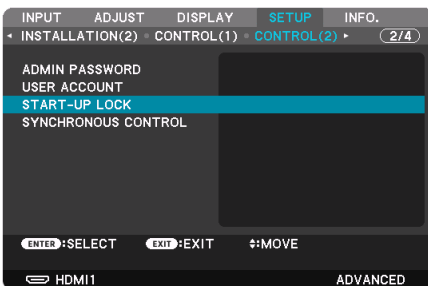 INPUT ADJUST DISPLAY SETUP INFO.
INSTALLATION(2) CONTROL(1) CONTROL(2) 2/4
ADMIN PASSWORD
USER ACCOUNT
START-UP LOCK
SYNCHRONOUS CONTROL
ENTER :SELECT EXIT :EXIT :MOVE
HDMI1 ADVANCED